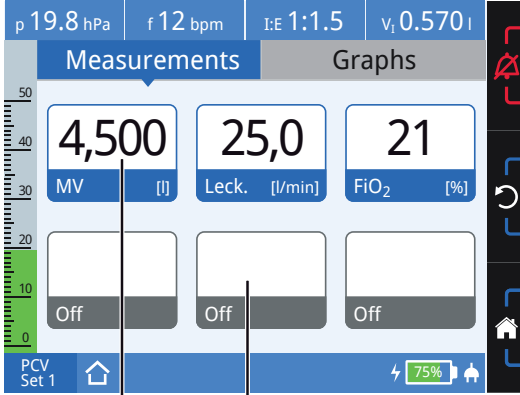 p 19.8 hPa f 12 bpm I:E 1:1.5 VI 0.570 l
Measurements Graphs
50
40
30
20
10
0
4,500 25,0 21
MV [l] Leck. [l/min] FiO2 [%]
Off Off Off
PCV
Set 1
75%